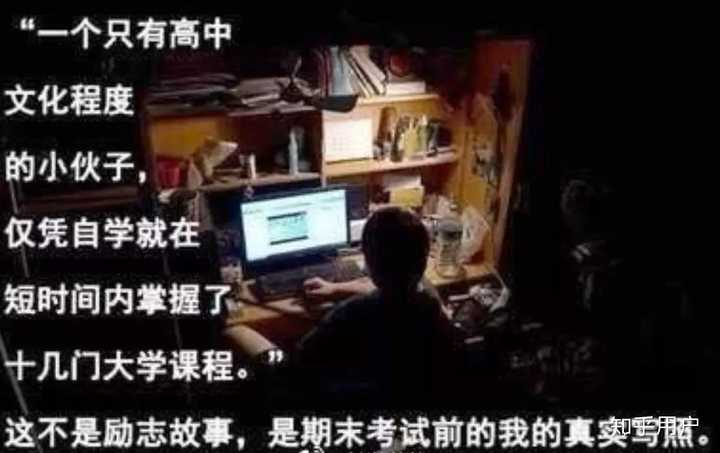 “一个只有高中
文化程度
的小伙子，
仅凭自学就在
短时间内掌握了
十几门大学课程。”
这不是励志故事，是期末考试前的我的真实写照。
知乎用户